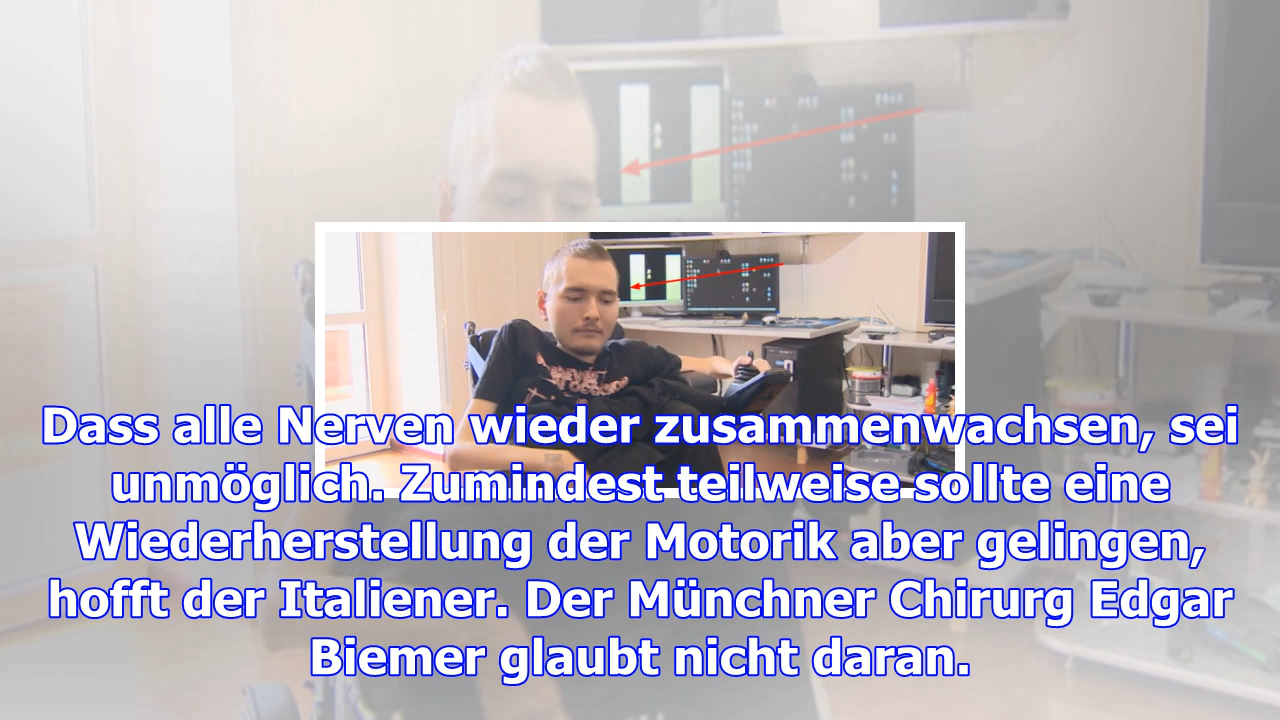 Dass alle Nerven wieder zusammenwachsen, sei
unmöglich. Zumindest teilweise sollte eine
Wiederherstellung der Motorik aber gelingen,
hofft der Italiener. Der Münchner Chirurg Edgar
Biemer glaubt nicht daran.